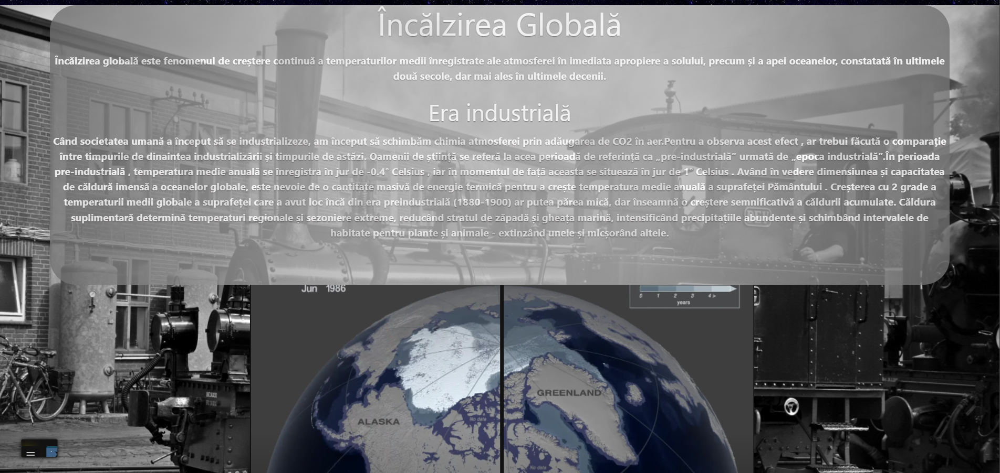 Încălzirea Globală
Încălzirea globală este fenomenul de creștere continuă a temperaturilor medii înregistrate ale atmosferei în imediata apropiere a solului, precum și a apei oceanelor, constatată în ultimele
două secole, dar mai ales în ultimele decenii.
Era industrială
Când societatea umană a început să se industrializeze, am început să schimbăm chimia atmosferei prin adăugarea de CO2 în aer.Pentru a observa acest efect , ar trebui făcută o comparație
între timpurile de dinaintea industrializării și timpurile de astăzi. Oamenii de știință se referă la acea perioadă de referință ca „pre-industrială” urmată de „epoca industrială”.În perioada
pre-industrială , temperatura medie anuală se înregistra în jur de -0.4° Celsius , iar în momentul de față aceasta se situează în jur de 1° Celsius . Având în vedere dimensiunea și capacitatea
de căldură imensă a oceanelor globale, este nevoie de o cantitate masivă de energie termică pentru a crește temperatura medie anuală a suprafeței Pământului . Creșterea cu 2 grade a
temperaturii medii globale a suprafeței care a avut loc încă din era preindustrială (1880-1900) ar putea părea mică, dar înseamnă o creștere semnificativă a căldurii acumulate. Căldura
suplimentară determină temperaturi regionale și sezoniere extreme, reducând stratul de zăpadă și gheața marină, intensificând precipitațiile abundente și schimbând intervalele de
habitate pentru plante și animale - extinzând unele și micșorând altele.
Jun 1986
0 1 2 3 4 >
years
GREENLAND
ALASKA
No data
No data